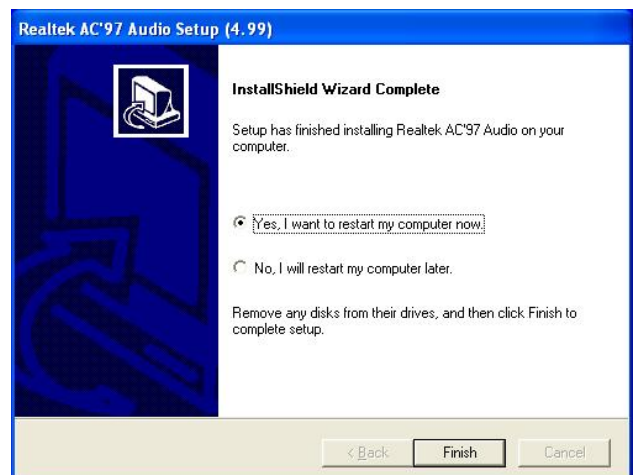 Realtek AC'97 Audio Setup (4.99)
InstallShield Wizard Complete
Setup has finished installing Realtek AC'97 Audio on your
computer.
Yes, I want to restart my computer now.
No, I will restart my computer later.
Remove any disks from their drives, and then click Finish to
complete setup.
< Back Finish Cancel